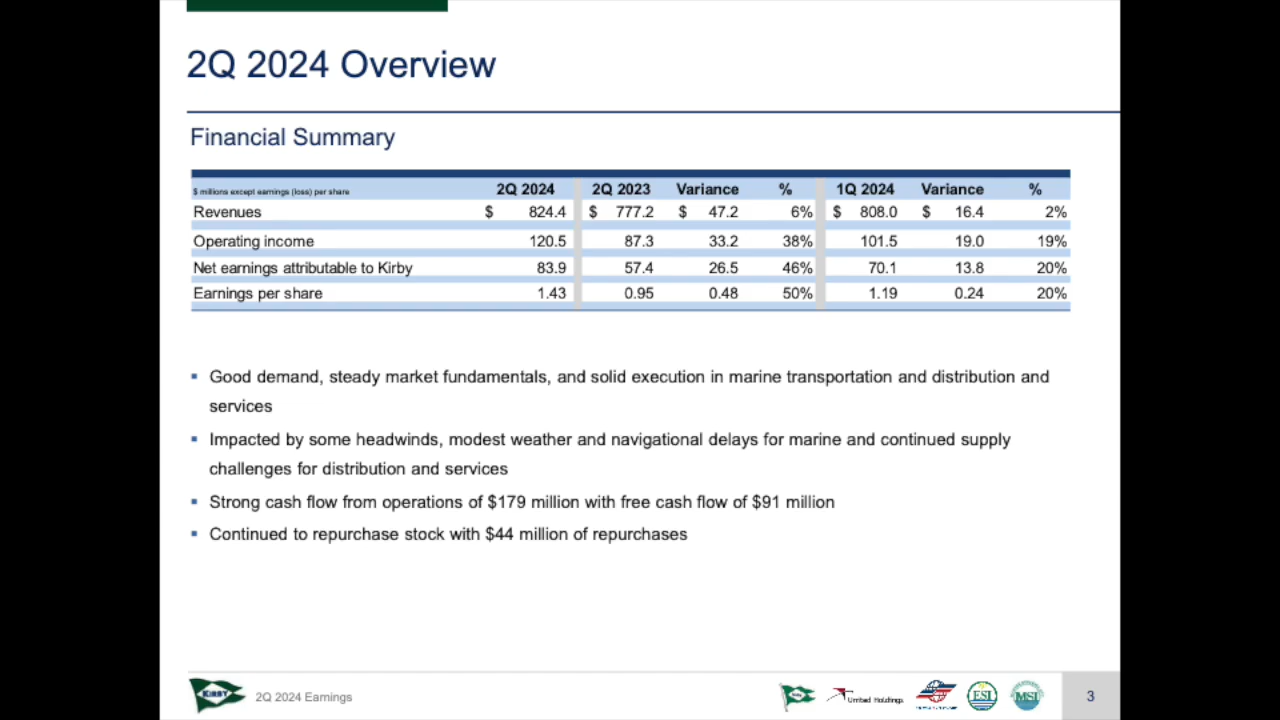 2Q 2024 Overview
Financial Summary
$ millions except earnings (loss) per share 2Q 2024 2Q 2023 Variance % 1Q 2024 Variance %
Revenues $ 824.4 $ 777.2 $ 47.2 6% $ 808.0 $ 16.4 2%
Operating income 120.5 87.3 33.2 38% 101.5 19.0 19%
Net earnings attributable to Kirby 83.9 57.4 26.5 46% 70.1 13.8 20%
Earnings per share 1.43 0.95 0.48 50% 1.19 0.24 20%
▪ Good demand, steady market fundamentals, and solid execution in marine transportation and distribution and
services
▪ Impacted by some headwinds, modest weather and navigational delays for marine and continued supply
challenges for distribution and services
▪ Strong cash flow from operations of $179 million with free cash flow of $91 million
▪ Continued to repurchase stock with $44 million of repurchases
KIRBY 2Q 2024 Earnings Kirby United Holdings ESI MSI 3